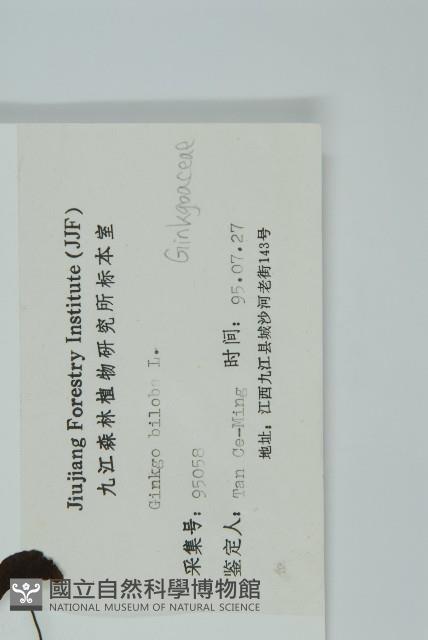 Jiujiang Forestry Institute (JJF)
九江森林植物研究所标本室
Ginkgoaceae
Ginkgo biloba L.
采集号: 95058
鉴定人: Tan Ce-Ming 时间: 95.07.27
地址: 江西九江县城沙河老街143号
國立自然科學博物館
NATIONAL MUSEUM OF NATURAL SCIENCE